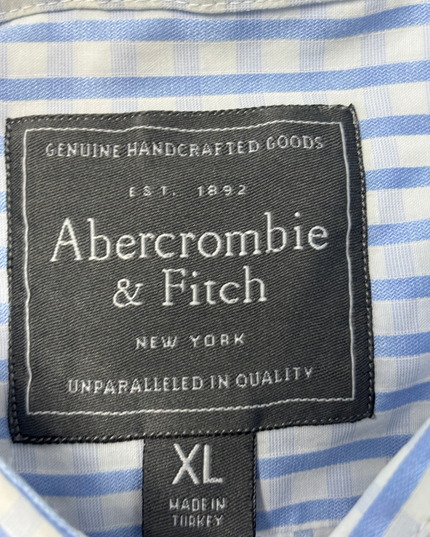 GENUINE HANDCRAFTED GOODS
EST. 1892
Abercrombie
& Fitch
NEW YORK
UNPARALLELED IN QUALITY
XL
MADE IN
TURKEY